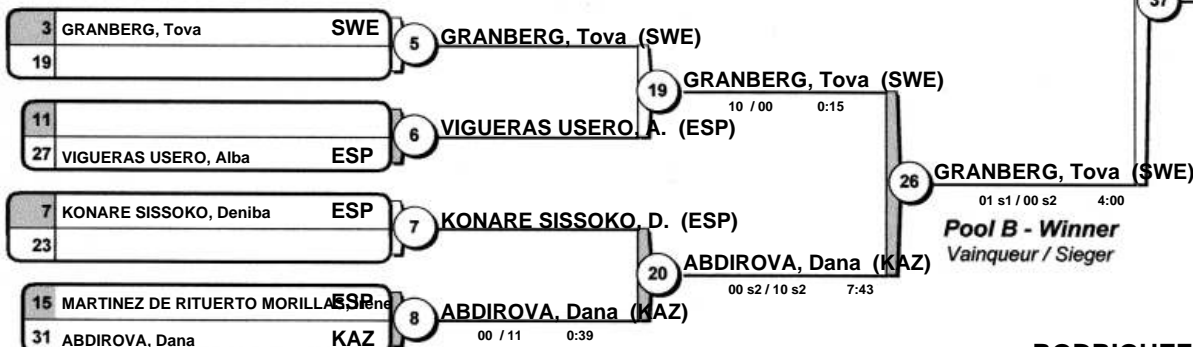 37
3 GRANBERG, Tova SWE
19
5 GRANBERG, Tova (SWE)
19 GRANBERG, Tova (SWE)
10 / 00 0:15
11
27 VIGUERAS USERO, Alba ESP
6 VIGUERAS USERO, A. (ESP)
26 GRANBERG, Tova (SWE)
01 s1 / 00 s2 4:00
Pool B - Winner
Vainqueur / Sieger
7 KONARE SISSOKO, Deniba ESP
23
7 KONARE SISSOKO, D. (ESP)
20 ABDIROVA, Dana (KAZ)
00 s2 / 10 s2 7:43
15 MARTINEZ DE RITUERTO MORILLAS, Irene ESP
31 ABDIROVA, Dana KAZ
8 ABDIROVA, Dana (KAZ)
00 / 11 0:39